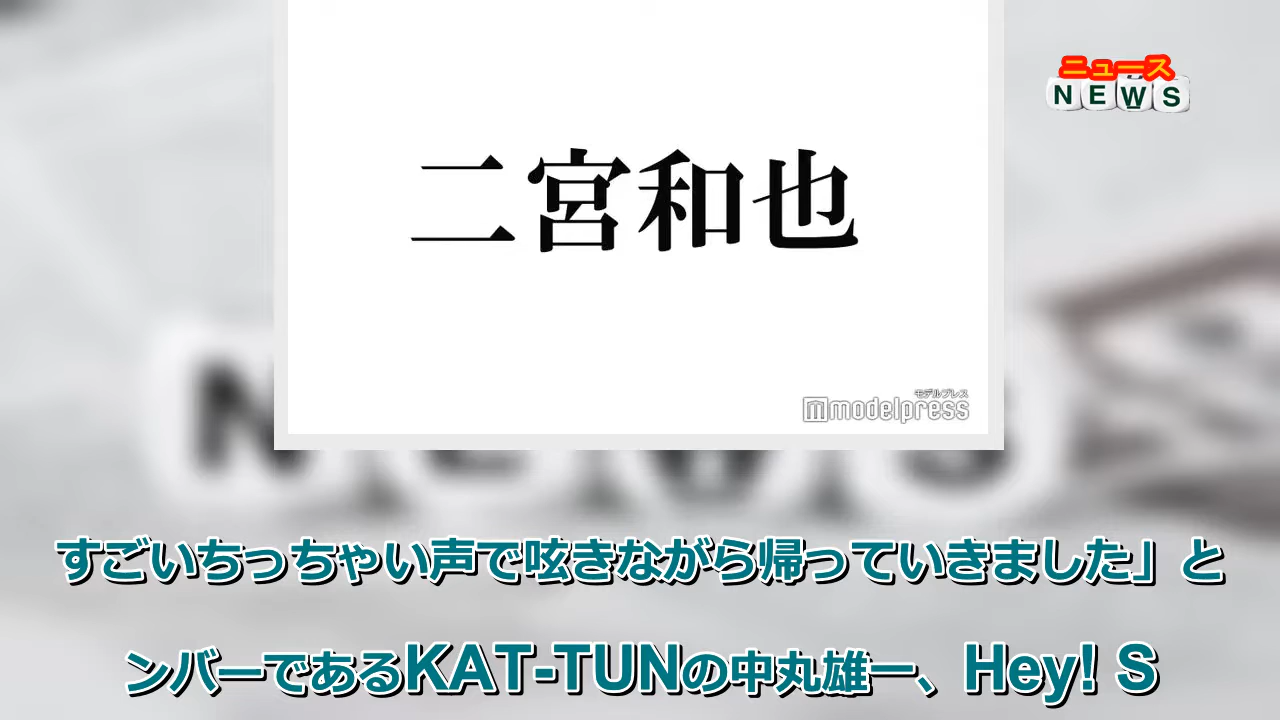 ニュース
NEWS
二宮和也
モデルプレス
modelpress
NEWS
すごいちっちゃい声で呟きながら帰っていきました」と
ンバーであるKAT-TUNの中丸雄一、Hey! S